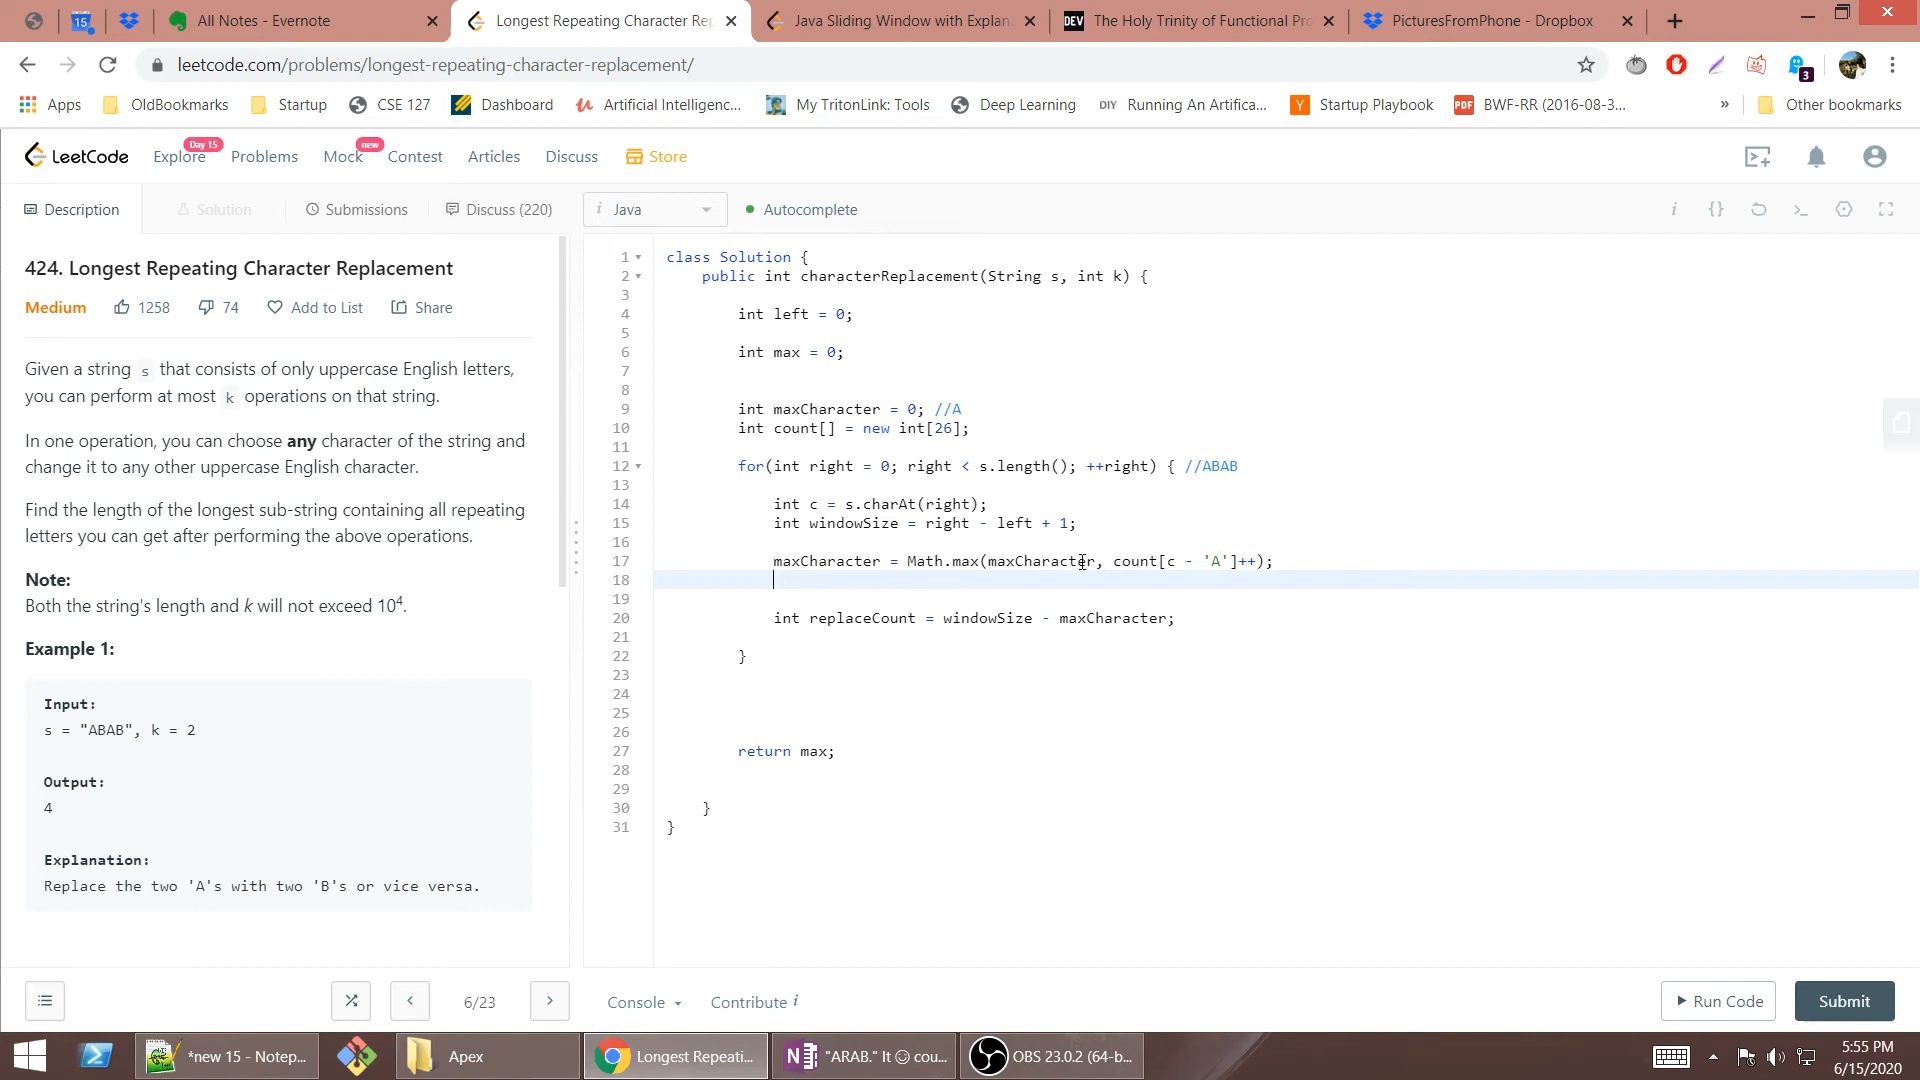 15
All Notes - Evernote
Longest Repeating Character Rep
Java Sliding Window with Explan
DEV The Holy Trinity of Functional Pro
PicturesFromPhone - Dropbox
leetcode.com/problems/longest-repeating-character-replacement/
3
Apps
OldBookmarks
Startup
CSE 127
Dashboard
Artificial Intelligenc...
My TritonLink: Tools
Deep Learning
DIY Running An Artifica...
Y Startup Playbook
PDF BWF-RR (2016-08-3...
»
Other bookmarks
LeetCode
Day 15
Explore
Problems
new
Mock
Contest
Articles
Discuss
Store
Description
Solution
Submissions
Discuss (220)
i Java
Autocomplete
i {}
424. Longest Repeating Character Replacement
Medium 1258 74 Add to List Share
Given a string s that consists of only uppercase English letters,
you can perform at most k operations on that string.
In one operation, you can choose any character of the string and
change it to any other uppercase English character.
Find the length of the longest sub-string containing all repeating
letters you can get after performing the above operations.
Note:
Both the string's length and k will not exceed 10⁴.
Example 1:
Input:
s = "ABAB", k = 2
Output:
4
Explanation:
Replace the two 'A's with two 'B's or vice versa.
1 class Solution {
2 public int characterReplacement(String s, int k) {
3
4 int left = 0;
5
6 int max = 0;
7
8
9 int maxCharacter = 0; //A
10 int count[] = new int[26];
11
12 for(int right = 0; right < s.length(); ++right) { //ABAB
13
14 int c = s.charAt(right);
15 int windowSize = right - left + 1;
16
17 maxCharacter = Math.max(maxCharacter, count[c - 'A']++);
18
19
20 int replaceCount = windowSize - maxCharacter;
21
22 }
23
24
25
26
27 return max;
28
29
30 }
31 }
6/23
Console
Contribute i
Run Code
Submit
*new 15 - Notep...
Apex
Longest Repeati...
"ARAB." It ☺ cou...
OBS 23.0.2 (64-b...
5:55 PM
6/15/2020